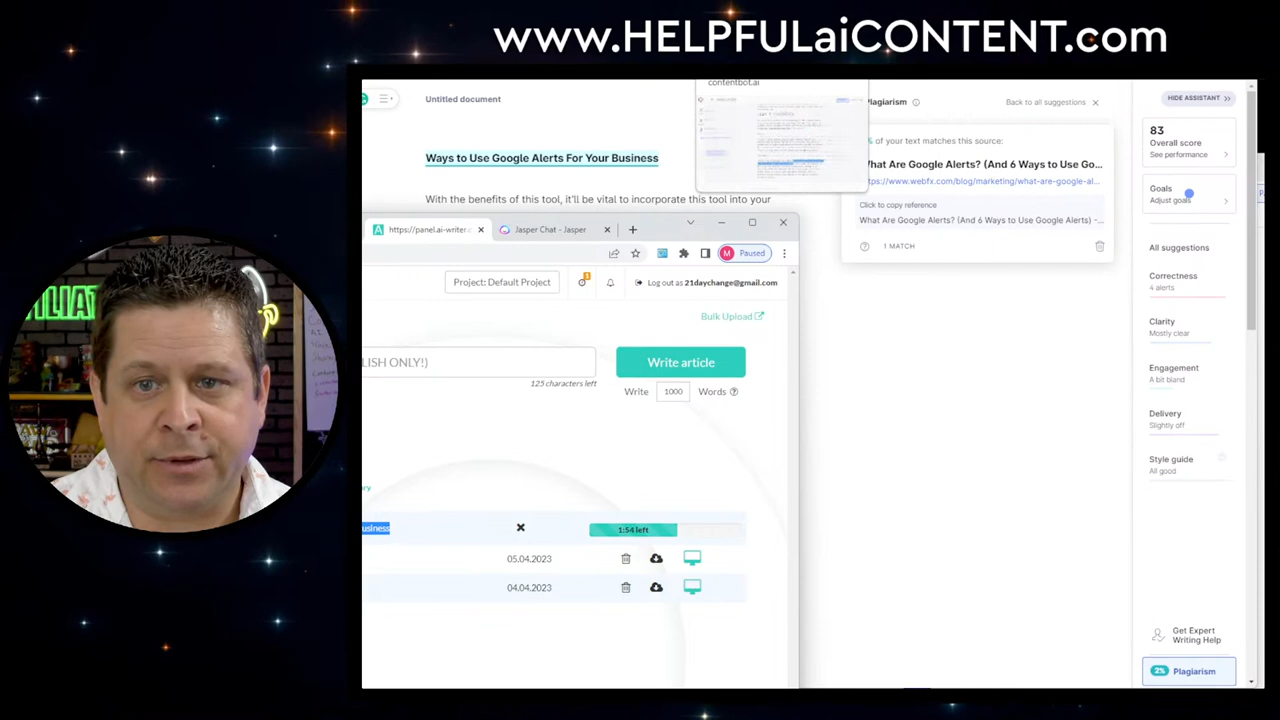 www.HELPFULaiCONTENT.com
contentbot.ai
Untitled document
Plagiarism
Back to all suggestions
HIDE ASSISTANT
83
Overall score
See performance
% of your text matches this source:
Ways to Use Google Alerts For Your Business
What Are Google Alerts? (And 6 Ways to Use Go...
https://www.webfx.com/blog/marketing/what-are-google-al...
Goals
Adjust goals
With the benefits of this tool, it'll be vital to incorporate this tool into your
Click to copy reference
What Are Google Alerts? (And 6 Ways to Use Google Alerts) -...
https://panel.ai-writer.c
Jasper Chat - Jasper
1 MATCH
All suggestions
M Paused
Correctness
4 alerts
Project: Default Project
Log out as 21daychange@gmail.com
Bulk Upload
Clarity
Mostly clear
LISH ONLY!)
Write article
125 characters left
Write 1000 Words
Engagement
A bit bland
Delivery
Slightly off
Style guide
All good
ory
usiness
1:54 left
05.04.2023
04.04.2023
Get Expert
Writing Help
2% Plagiarism